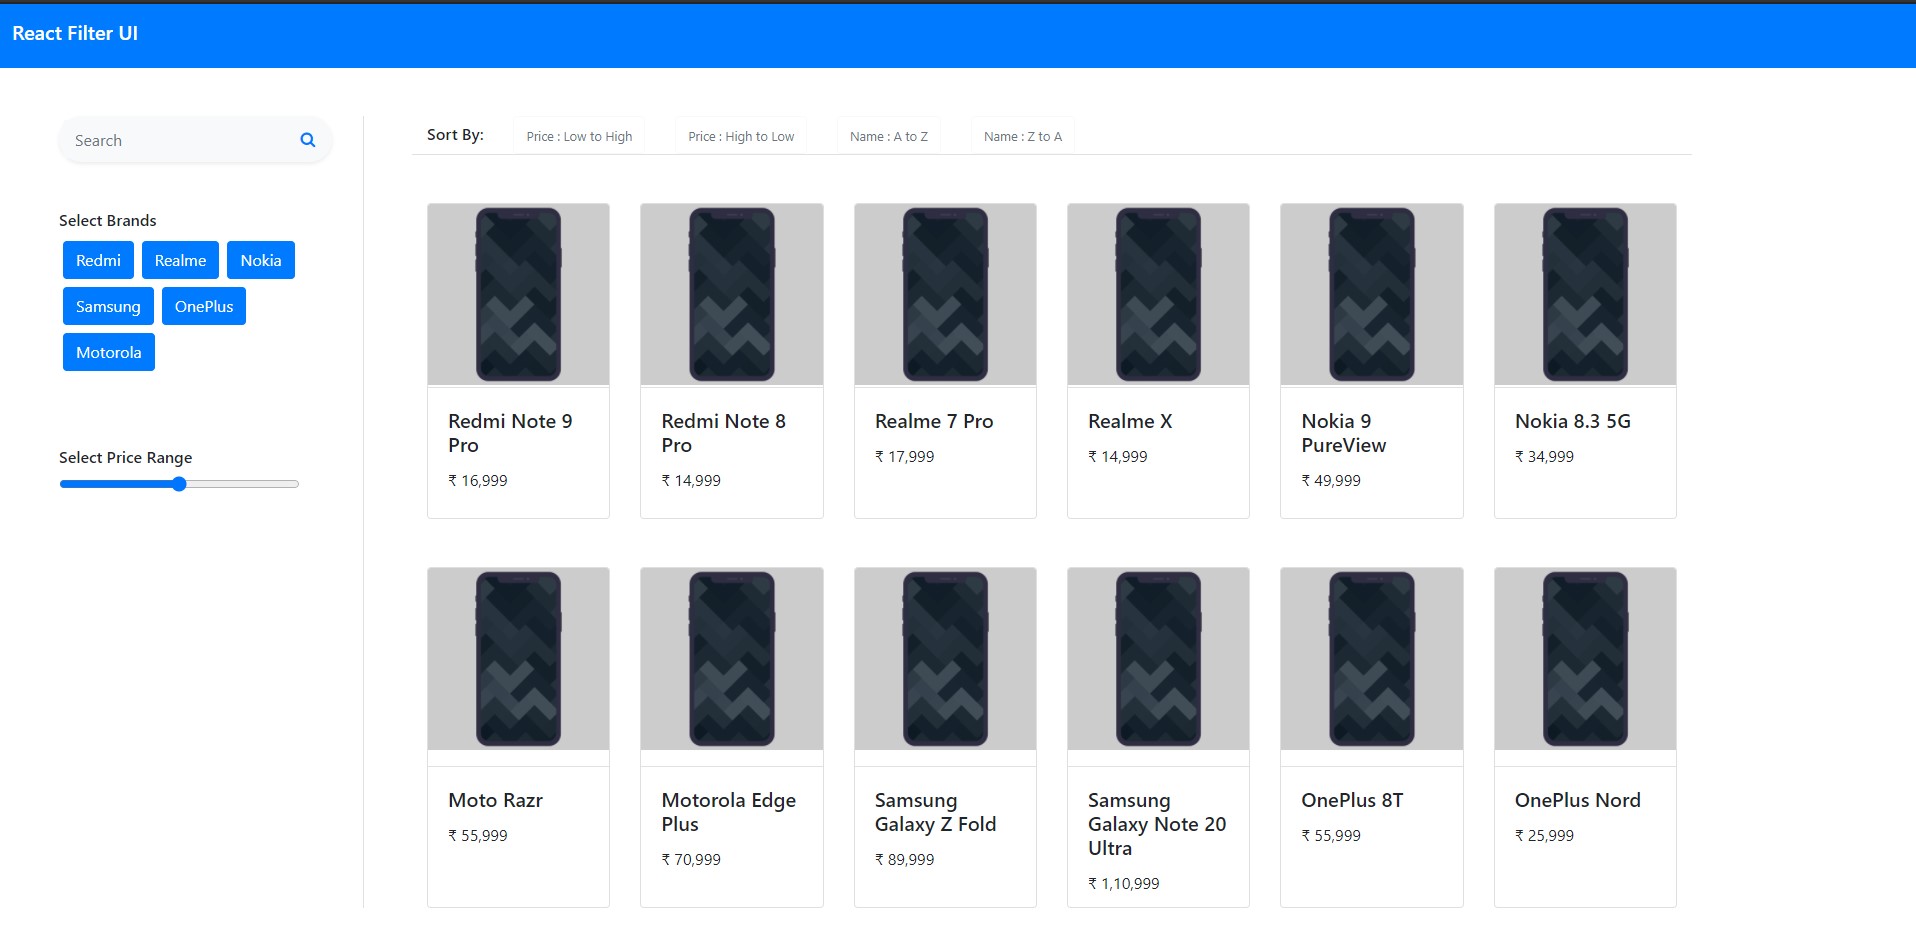 React Filter UI
Search
Select Brands
Redmi Realme Nokia
Samsung OnePlus
Motorola
Select Price Range
Sort By: Price : Low to High Price : High to Low Name : A to Z Name : Z to A
Redmi Note 9
Pro
₹ 16,999
Redmi Note 8
Pro
₹ 14,999
Realme 7 Pro
₹ 17,999
Realme X
₹ 14,999
Nokia 9
PureView
₹ 49,999
Nokia 8.3 5G
₹ 34,999
Moto Razr
₹ 55,999
Motorola Edge
Plus
₹ 70,999
Samsung
Galaxy Z Fold
₹ 89,999
Samsung
Galaxy Note 20
Ultra
₹ 1,10,999
OnePlus 8T
₹ 55,999
OnePlus Nord
₹ 25,999